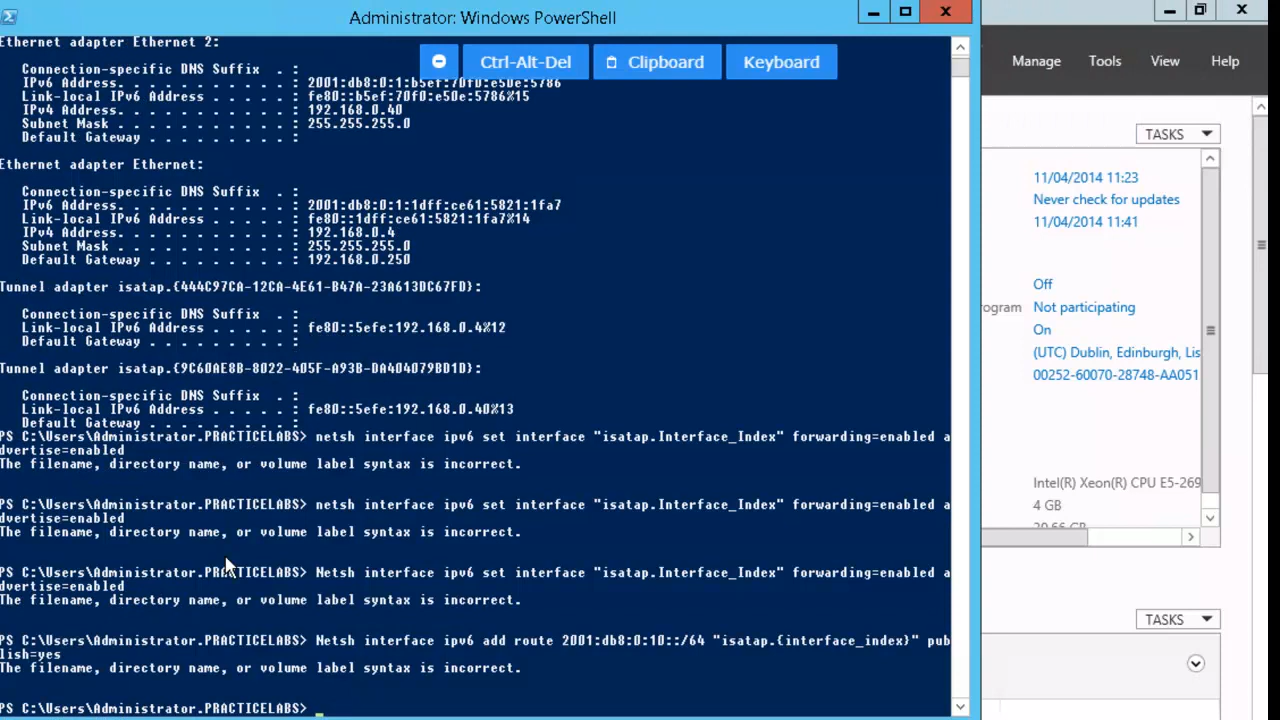 Administrator: Windows PowerShell
Ethernet adapter Ethernet 2:
Ctrl-Alt-Del
Clipboard
Keyboard
Connection-specific DNS Suffix . :
IPv6 Address. . . . . . . . . . . : 2001:db8:0:1:b5ef:70f0:e50e:5786
Link-local IPv6 Address . . . . . : fe80::b5ef:70f0:e50e:5786%15
IPv4 Address. . . . . . . . . . . : 192.168.0.40
Subnet Mask . . . . . . . . . . . : 255.255.255.0
Default Gateway . . . . . . . . . :
Ethernet adapter Ethernet:
Connection-specific DNS Suffix . :
IPv6 Address. . . . . . . . . . . : 2001:db8:0:1:1dff:ce61:5821:1fa7
Link-local IPv6 Address . . . . . : fe80::1dff:ce61:5821:1fa7%14
IPv4 Address. . . . . . . . . . . : 192.168.0.4
Subnet Mask . . . . . . . . . . . : 255.255.255.0
Default Gateway . . . . . . . . . : 192.168.0.250
Tunnel adapter isatap.{444C97CA-12CA-4E61-B47A-23A613DC67FD}:
Connection-specific DNS Suffix . :
Link-local IPv6 Address . . . . . : fe80::5efe:192.168.0.4%12
Default Gateway . . . . . . . . . :
Tunnel adapter isatap.{9C60AE8B-8022-405F-A93B-DA404079BD1D}:
Connection-specific DNS Suffix . :
Link-local IPv6 Address . . . . . : fe80::5efe:192.168.0.40%13
Default Gateway . . . . . . . . . :
PS C:\Users\Administrator.PRACTICELABS> netsh interface ipv6 set interface "isatap.Interface_Index" forwarding=enabled a
dvertise=enabled
The filename, directory name, or volume label syntax is incorrect.
PS C:\Users\Administrator.PRACTICELABS> netsh interface ipv6 set interface "isatap.Interface_Index" forwarding=enabled a
dvertise=enabled
The filename, directory name, or volume label syntax is incorrect.
PS C:\Users\Administrator.PRACTICELABS> Netsh interface ipv6 set interface "isatap.Interface_Index" forwarding=enabled a
dvertise=enabled
The filename, directory name, or volume label syntax is incorrect.
PS C:\Users\Administrator.PRACTICELABS> Netsh interface ipv6 add route 2001:db8:0:10::/64 "isatap.{interface_index}" pub
lish=yes
The filename, directory name, or volume label syntax is incorrect.
PS C:\Users\Administrator.PRACTICELABS> _
Manage Tools View Help
TASKS
11/04/2014 11:23
Never check for updates
11/04/2014 11:41
Off
ogram Not participating
On
(UTC) Dublin, Edinburgh, Lis
00252-60070-28748-AA051
Intel(R) Xeon(R) CPU E5-269
4 GB
29.66 GB
TASKS